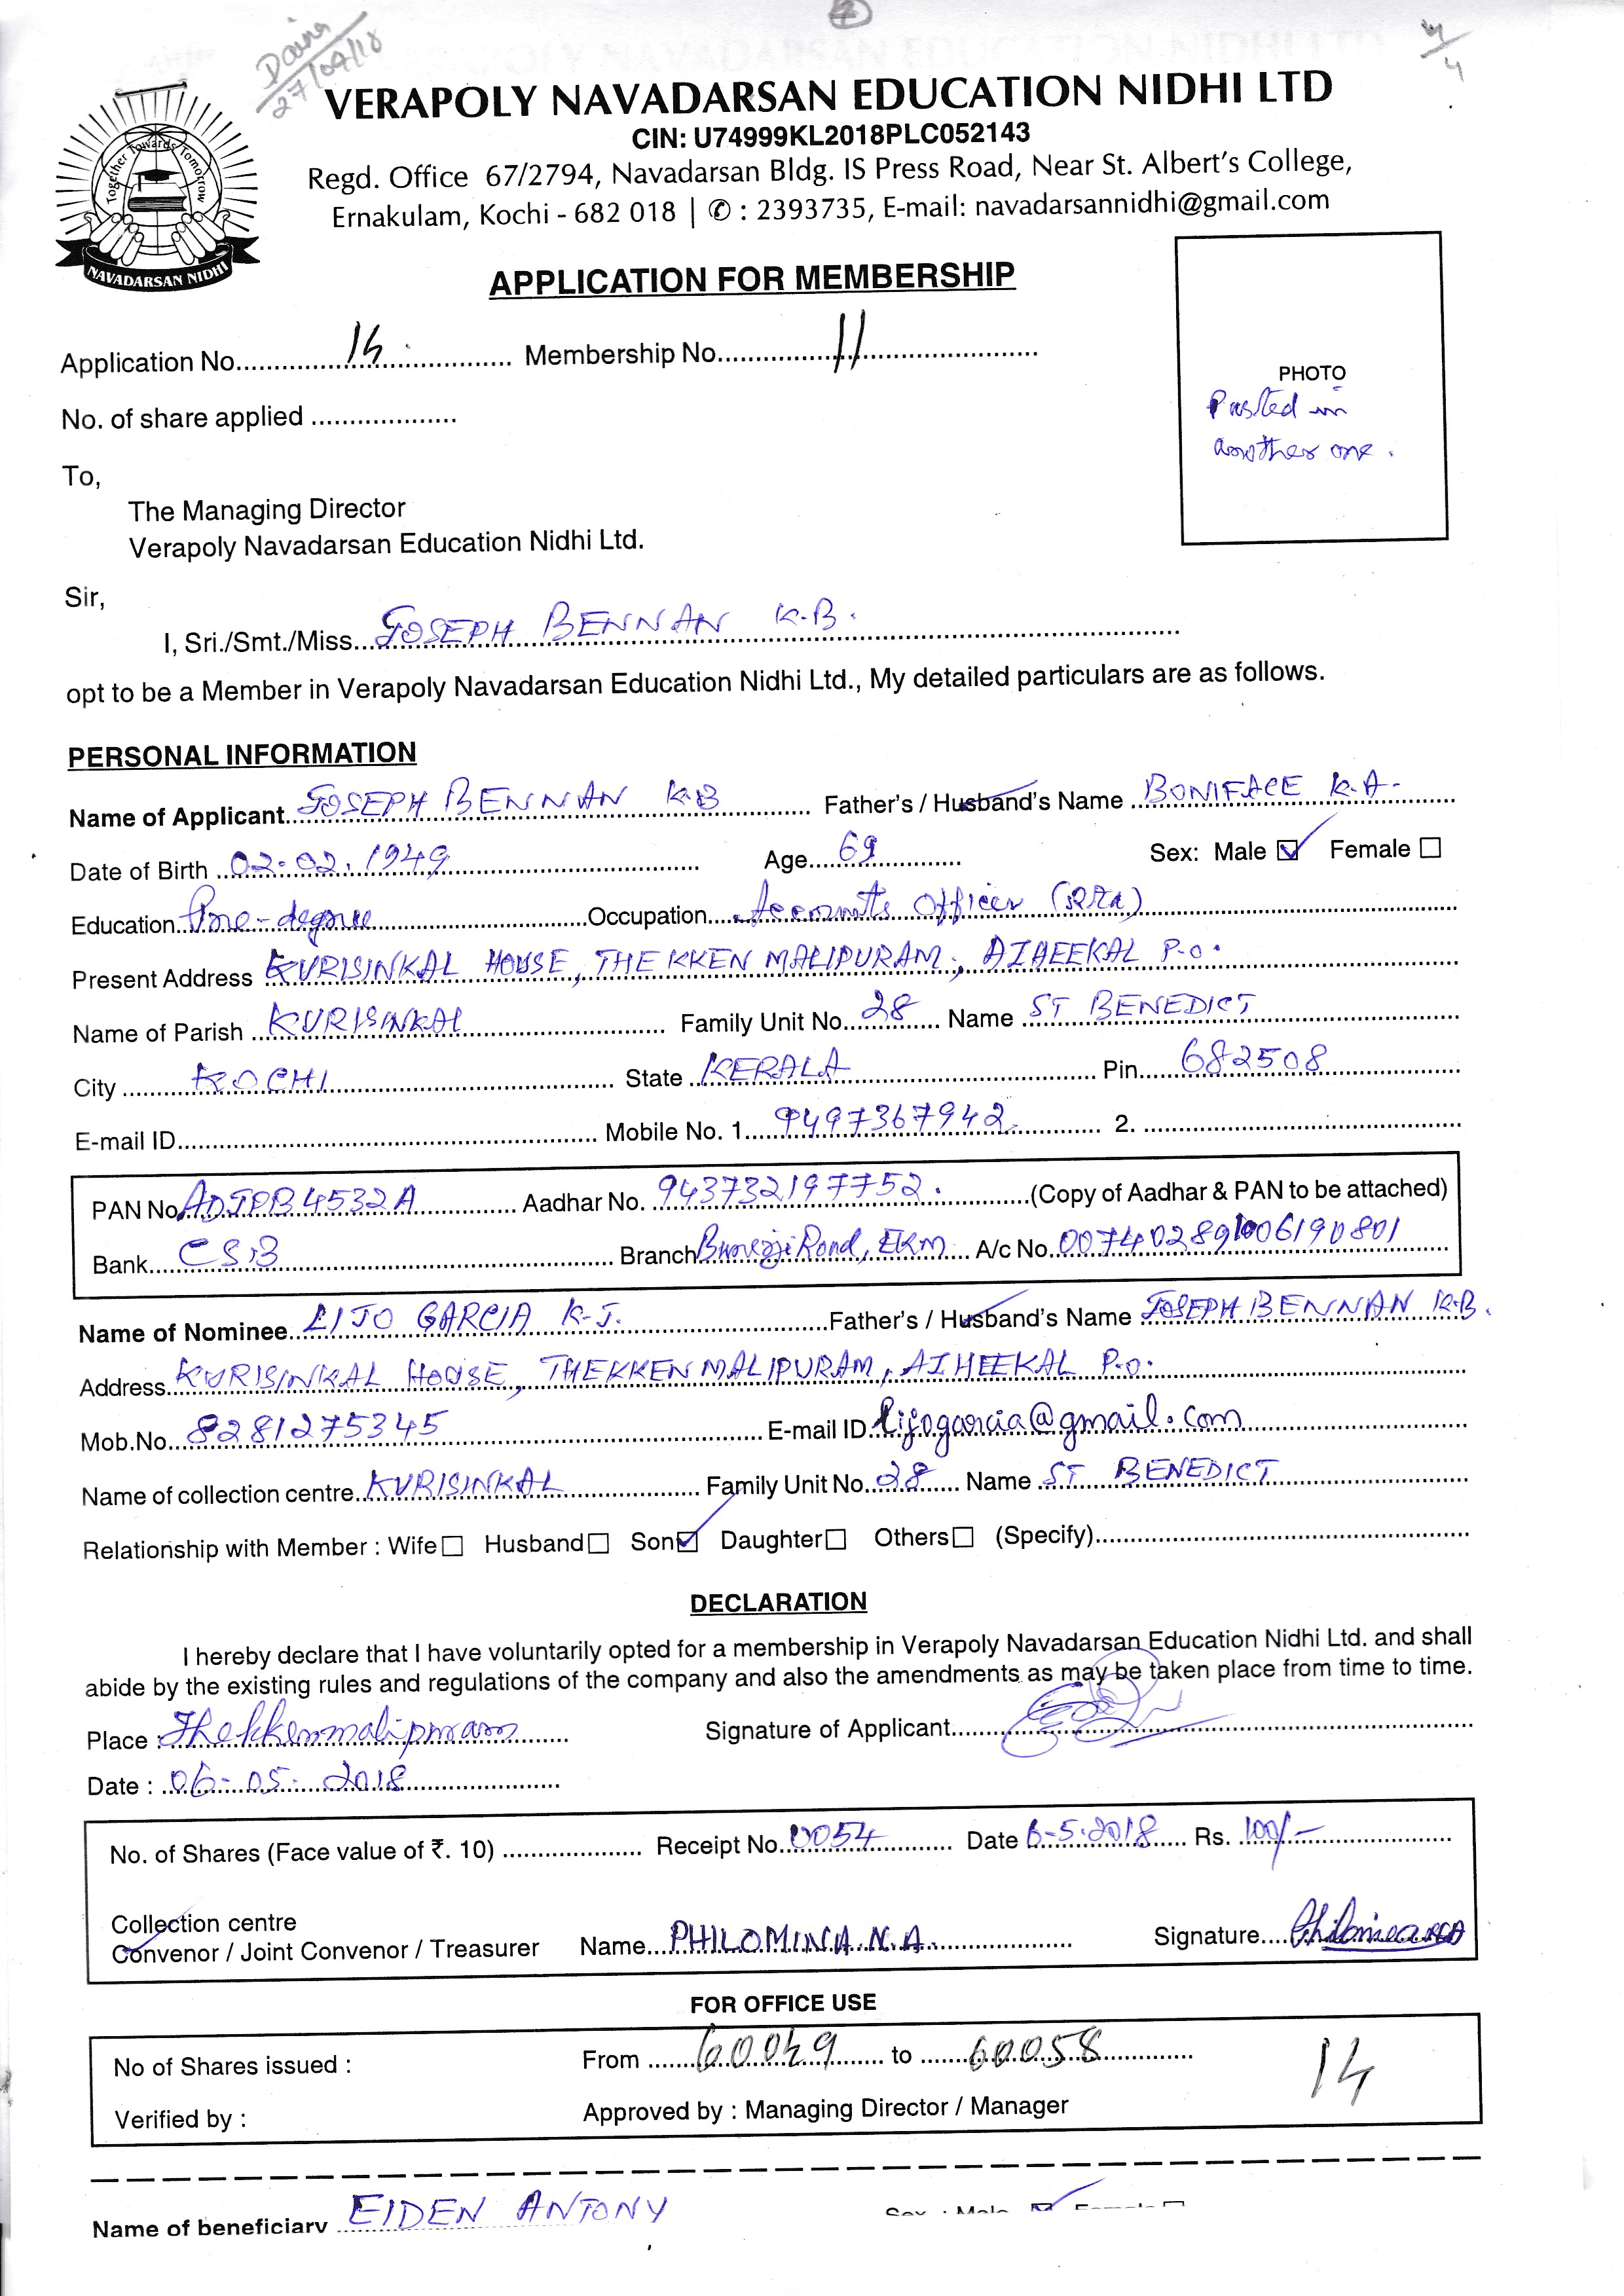 Daina
27/09/18
VERAPOLY NAVADARSAN EDUCATION NIDHI LTD
CIN: U74999KL2018PLC052143
Regd. Office 67/2794, Navadarsan Bldg. IS Press Road, Near St. Albert's College,
Ernakulam, Kochi - 682 018 | ✆ : 2393735, E-mail: navadarsannidhi@gmail.com
Together Towards Tomorrow
NAVADARSAN NIDHI
APPLICATION FOR MEMBERSHIP
Application No. 14 Membership No. 11
No. of share applied
PHOTO
Pasted in
another one.
To,
The Managing Director
Verapoly Navadarsan Education Nidhi Ltd.
Sir,
I, Sri./Smt./Miss JOSEPH BENNAN K.B.
opt to be a Member in Verapoly Navadarsan Education Nidhi Ltd., My detailed particulars are as follows.
PERSONAL INFORMATION
Name of Applicant JOSEPH BENNAN K.B Father's / Husband's Name BONIFACE K.A.
Date of Birth 02-02.1949 Age 69 Sex: Male ☑ Female ☐
Education Pre-degree Occupation Accounts Officer (Rtd)
Present Address KURISINKAL HOUSE, THEKKEN MALIPURAM, AZHEEKAL P.O.
Name of Parish KURISINKAL Family Unit No. 28 Name ST BENEDICT
City KOCHI State KERALA Pin 682508
E-mail ID Mobile No. 1. 9497367942 2.
PAN No. ADJPB4532A Aadhar No. 943732197752. (Copy of Aadhar & PAN to be attached)
Bank CSB Branch Road, EKM A/c No. 007402891006190801
Name of Nominee LIJO GARCIA K.J. Father's / Husband's Name JOSEPH BENNAN K.B.
Address KURISINKAL HOUSE, THEKKEN MALIPURAM, AZHEEKAL P.O.
Mob.No. 8281275345 E-mail ID lijogarcia@gmail.com
Name of collection centre KURISINKAL Family Unit No. 28 Name ST BENEDICT
Relationship with Member : Wife ☐ Husband ☐ Son ☑ Daughter ☐ Others ☐ (Specify)
DECLARATION
I hereby declare that I have voluntarily opted for a membership in Verapoly Navadarsan Education Nidhi Ltd. and shall
abide by the existing rules and regulations of the company and also the amendments as may be taken place from time to time.
Place : Thekkenmalipuram Signature of Applicant
Date : 06-05-2018
No. of Shares (Face value of ₹. 10) Receipt No. 0054 Date 6-5-2018 Rs. 100/-
Collection centre
Convenor / Joint Convenor / Treasurer Name PHILOMINA.N.A. Signature
FOR OFFICE USE
No of Shares issued : From 60049 to 60058 14
Verified by : Approved by : Managing Director / Manager
Name of beneficiary EIDEN ANTONY Sex : Male ☑ Female ☐